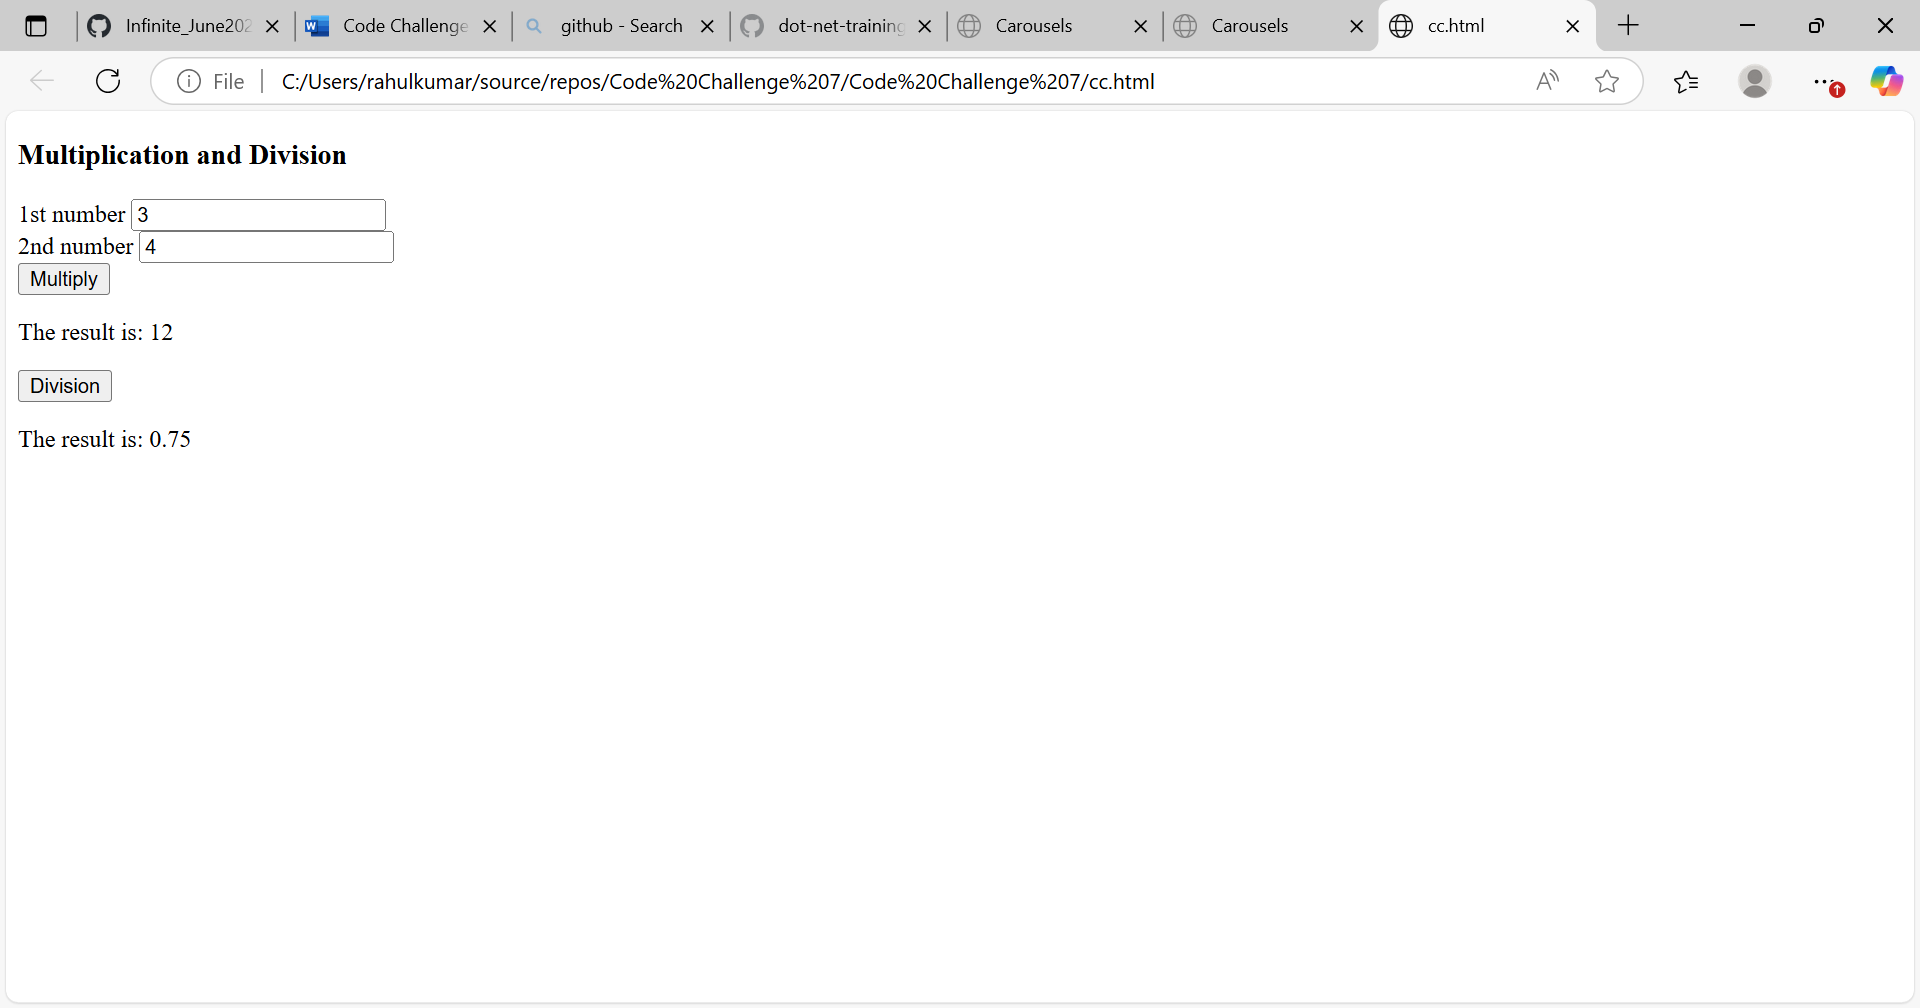 Infinite_June202
Code Challenge
github - Search
dot-net-training
Carousels
Carousels
cc.html
File
C:/Users/rahulkumar/source/repos/Code%20Challenge%207/Code%20Challenge%207/cc.html
Multiplication and Division
1st number 3
2nd number 4
Multiply
The result is: 12
Division
The result is: 0.75